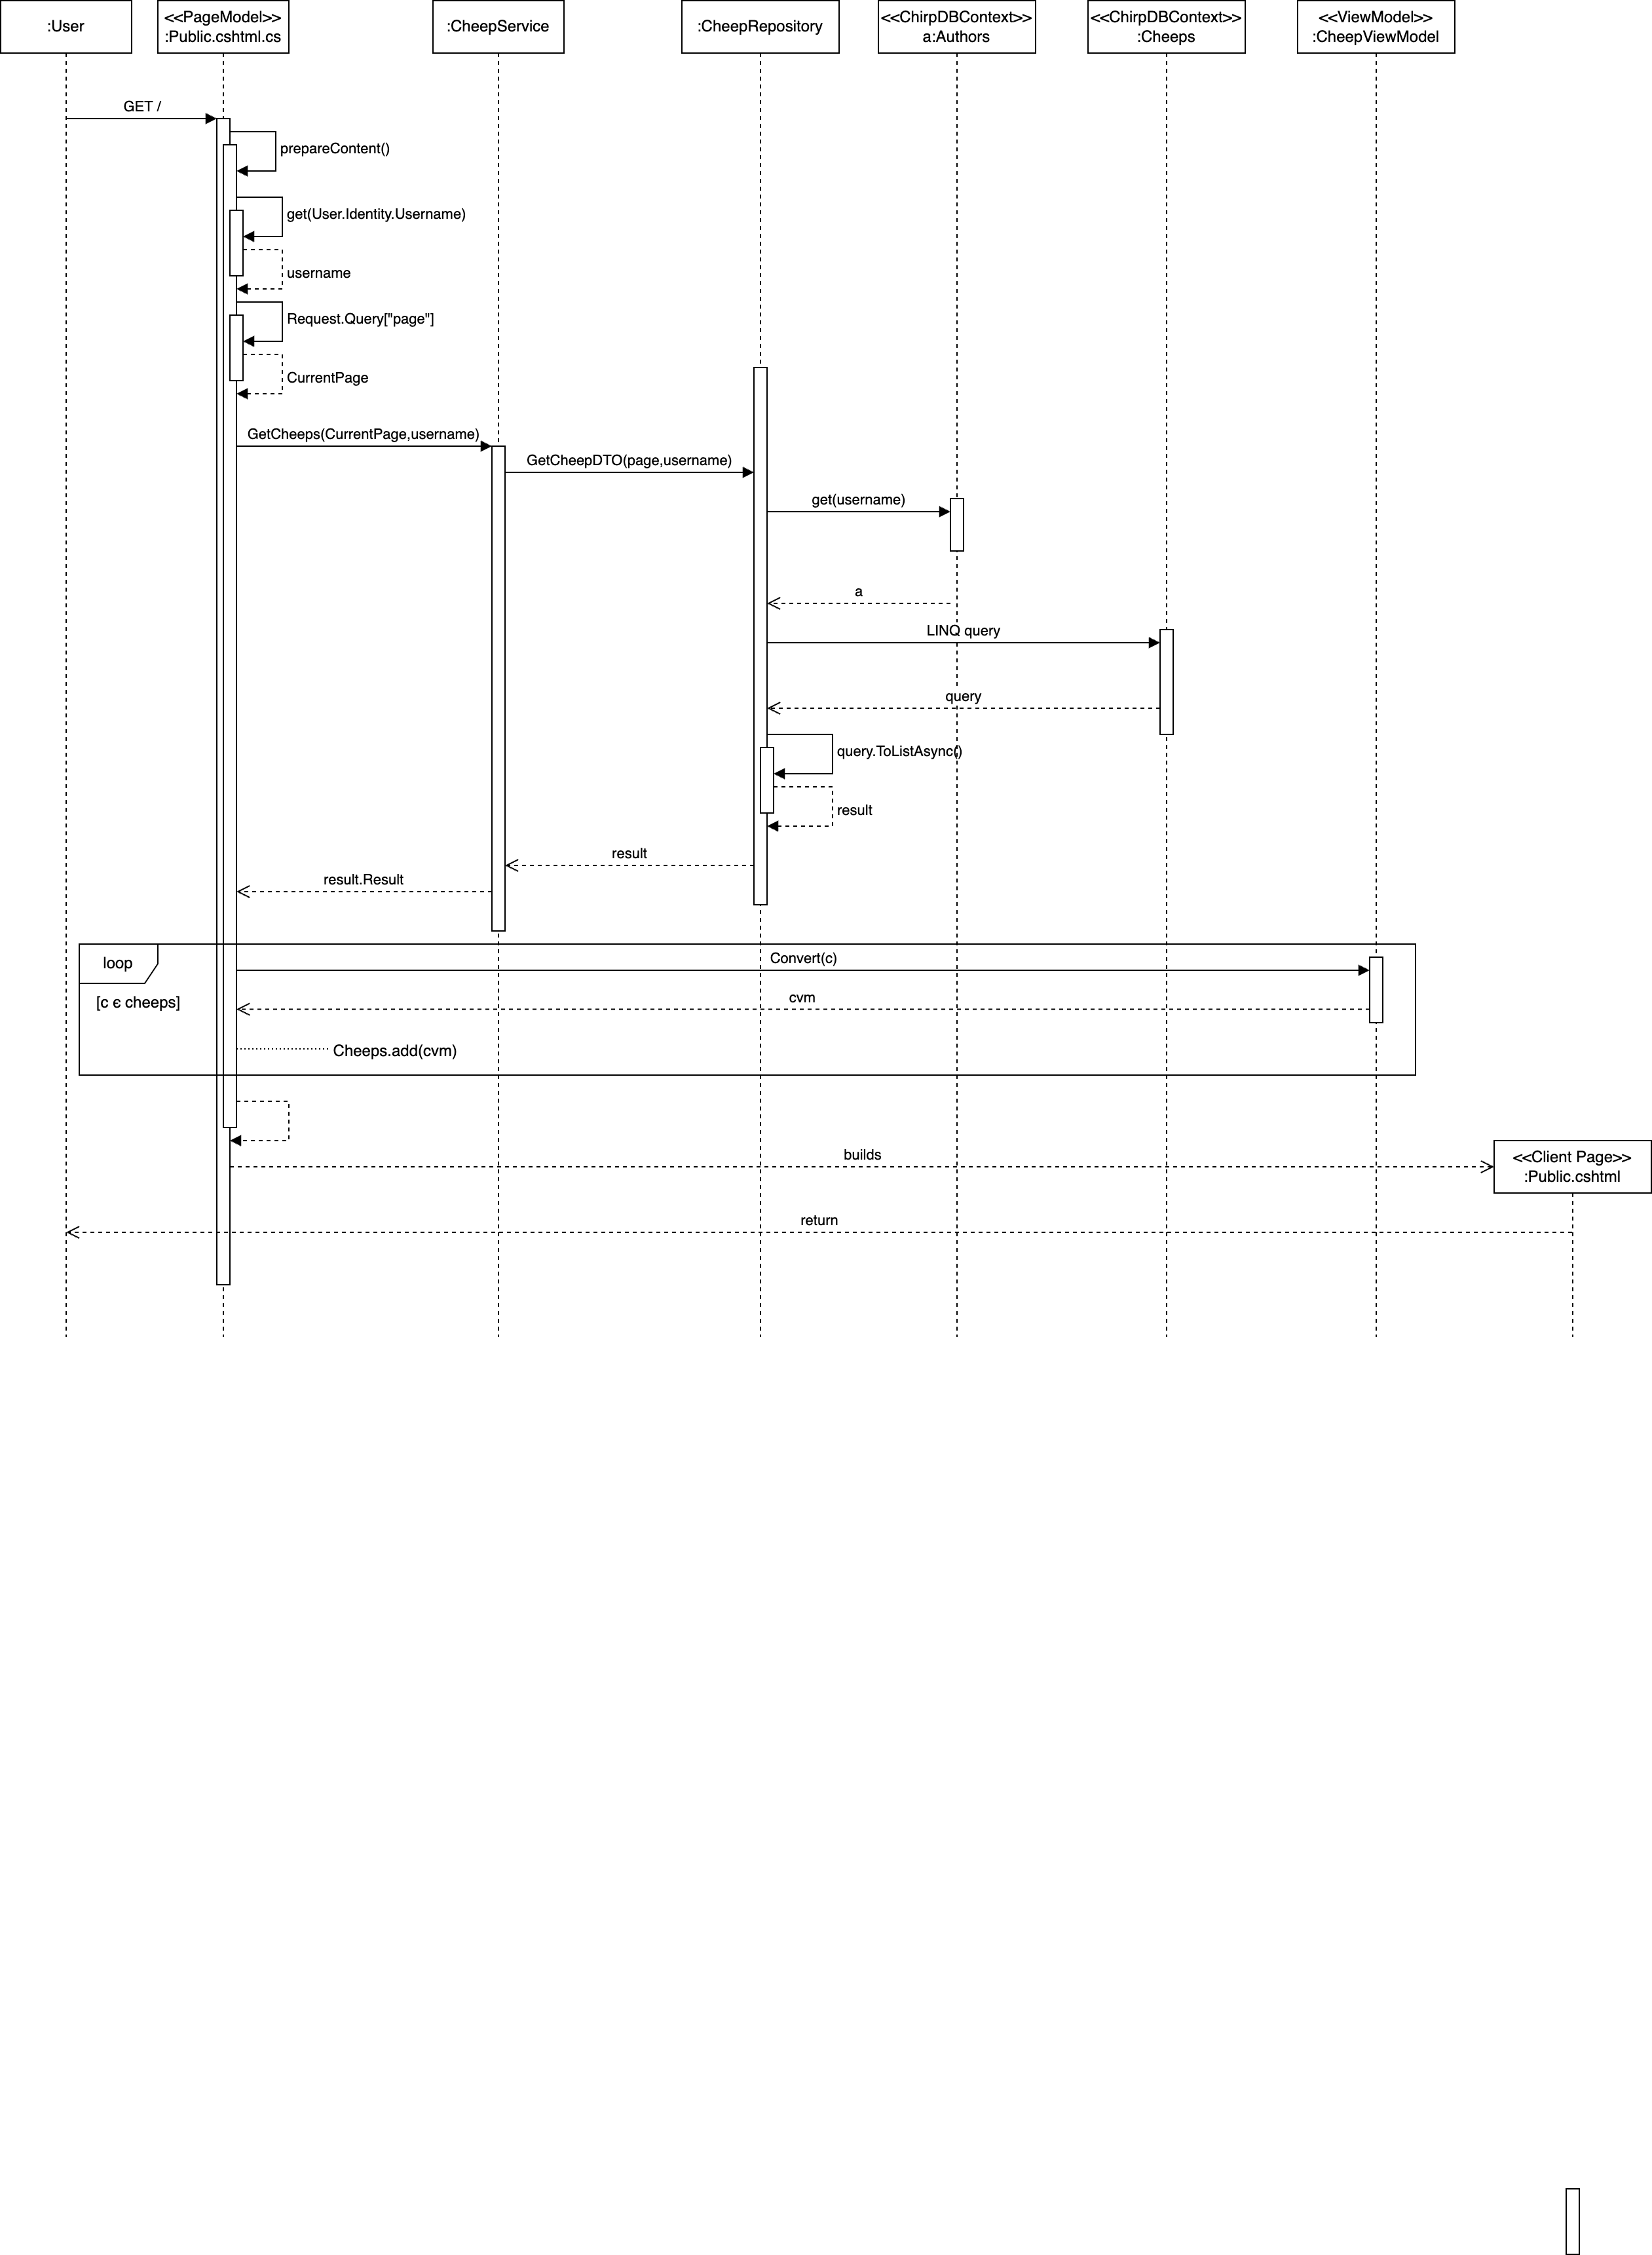 :User
<<PageModel>>
:Public.cshtml.cs
:CheepService
:CheepRepository
<<ChirpDBContext>>
a:Authors
<<ChirpDBContext>>
:Cheeps
<<ViewModel>>
:CheepViewModel
GET /
prepareContent()
get(User.Identity.Username)
username
Request.Query["page"]
CurrentPage
GetCheeps(CurrentPage,username)
GetCheepDTO(page,username)
get(username)
a
LINQ query
query
query.ToListAsync()
result
result
result.Result
loop
Convert(c)
[c є cheeps]
cvm
Cheeps.add(cvm)
builds
<<Client Page>>
:Public.cshtml
return